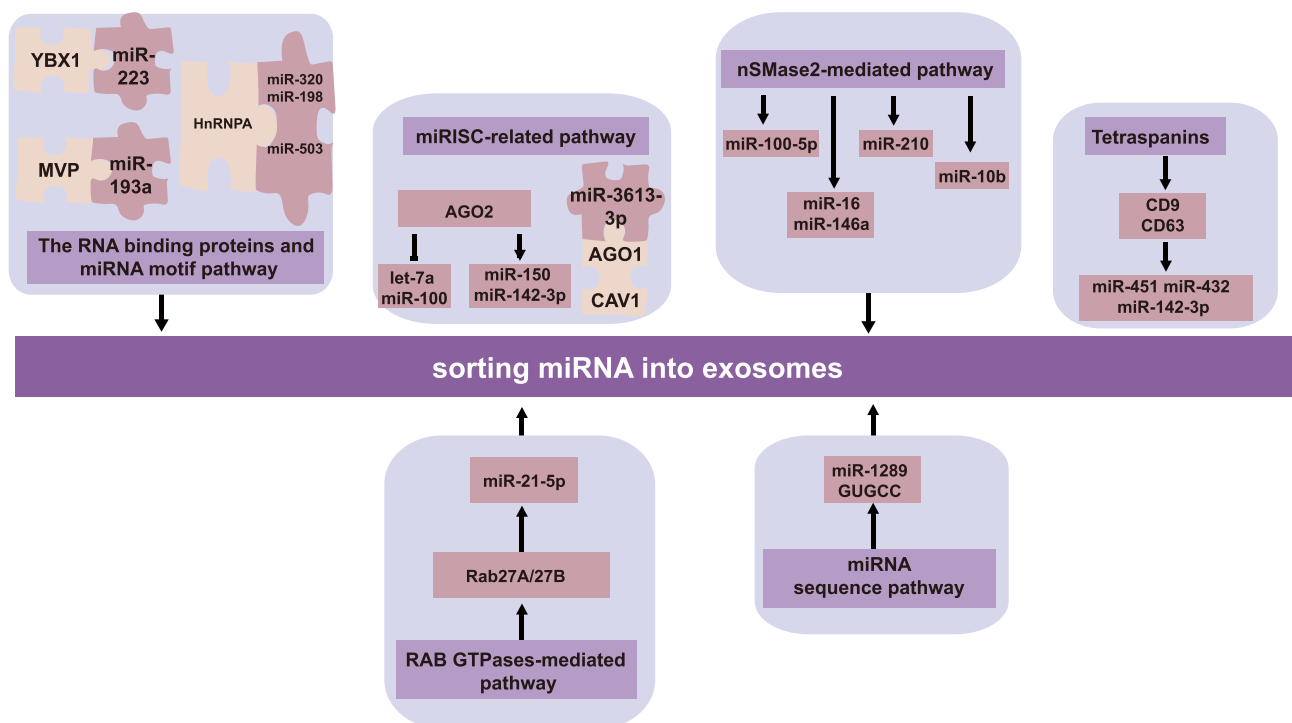 YBX1
miR-
223
HnRNPA
miR-320
miR-198
miR-503
MVP
miR-
193a
The RNA binding proteins and
miRNA motif pathway
miRISC-related pathway
AGO2
let-7a
miR-100
miR-150
miR-142-3p
miR-3613-
3p
AGO1
CAV1
nSMase2-mediated pathway
miR-100-5p
miR-16
miR-146a
miR-210
miR-10b
Tetraspanins
CD9
CD63
miR-451 miR-432
miR-142-3p
sorting miRNA into exosomes
miR-21-5p
Rab27A/27B
RAB GTPases-mediated
pathway
miR-1289
GUGCC
miRNA
sequence pathway